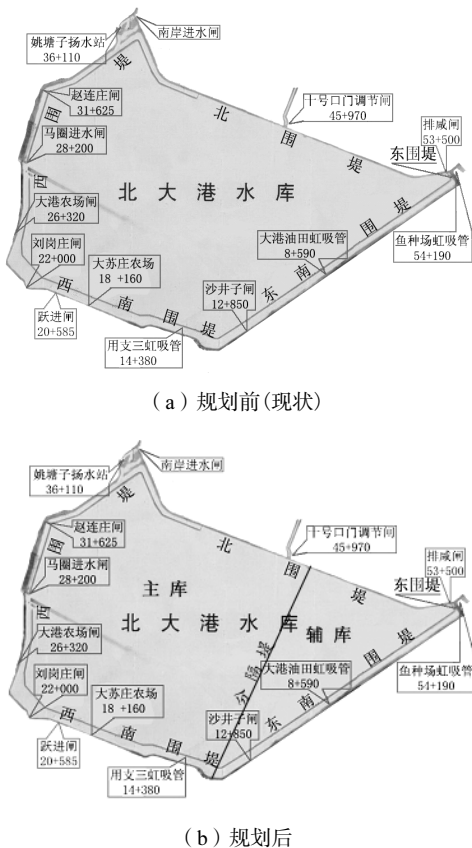 南岸进水闸
姚塘子扬水站
36+110
堤
赵连庄闸
31+625
围
北
十号口门调节闸
45+970
马圈进水闸
28+200
围
排咸闸
53+500
堤
东围堤
西
北大港水库
堤
大港农场闸
26+320
围
大港油田虹吸管
8+590
鱼种场虹吸管
54+190
刘岗庄闸
22+000
大苏庄农场
18 +160
南
沙井子闸
12+850
东
西
南
围
堤
跃进闸
20+585
用支三虹吸管
14+380
(a)规划前(现状)
南岸进水闸
姚塘子扬水站
36+110
堤
赵连庄闸
31+625
围
北
十号口门调节闸
45+970
马圈进水闸
28+200
围
排咸闸
53+500
主库
堤
东围堤
西
北大港水库
辅库
堤
大港农场闸
26+320
分隔堤
围
大港油田虹吸管
8+590
鱼种场虹吸管
54+190
刘岗庄闸
22+000
大苏庄农场
18 +160
南
沙井子闸
12+850
东
西
南
围
堤
跃进闸
20+585
用支三虹吸管
14+380
(b)规划后